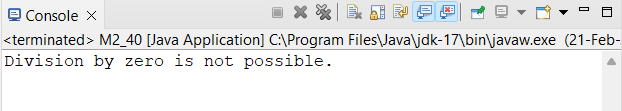 Console
<terminated> M2_40 [Java Application] C:\Program Files\Java\jdk-17\bin\javaw.exe (21-Feb-
Division by zero is not possible.